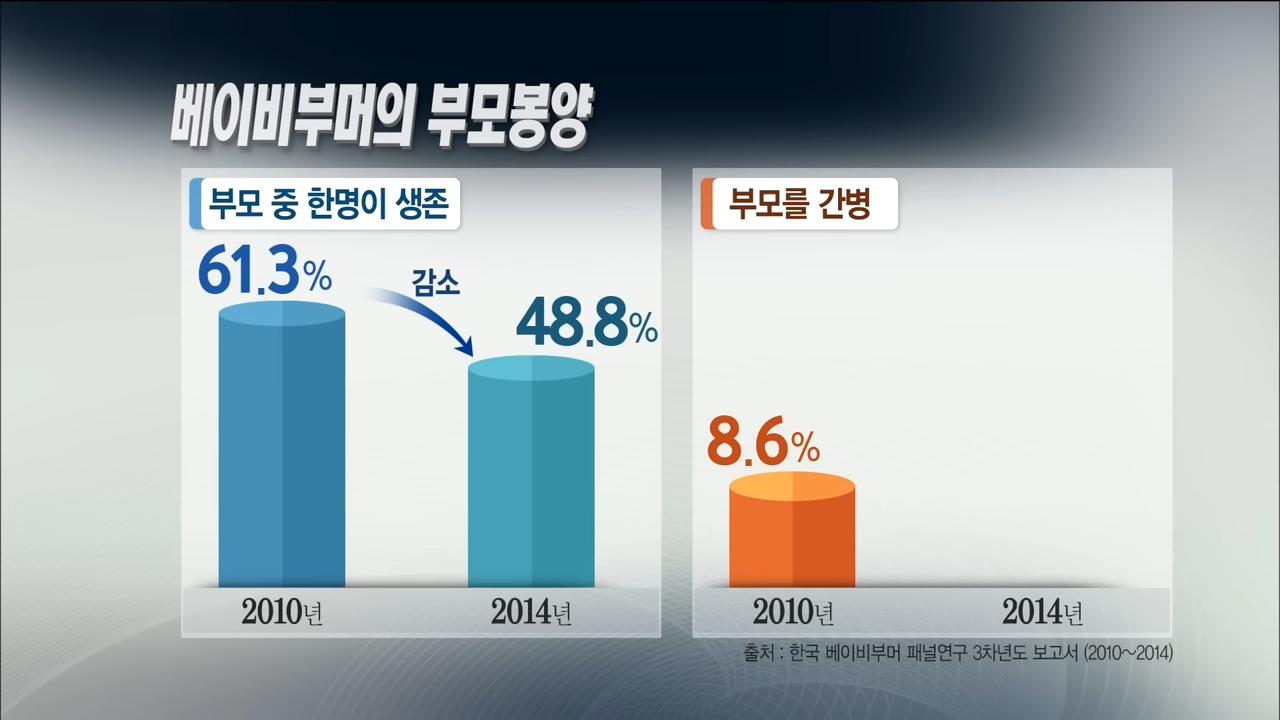 베이비부머의 부모봉양
부모 중 한명이 생존
61.3%
감소
48.8%
2010년
2014년
부모를 간병
8.6%
2010년
2014년
출처 : 한국 베이비부머 패널연구 3차년도 보고서 (2010~2014)